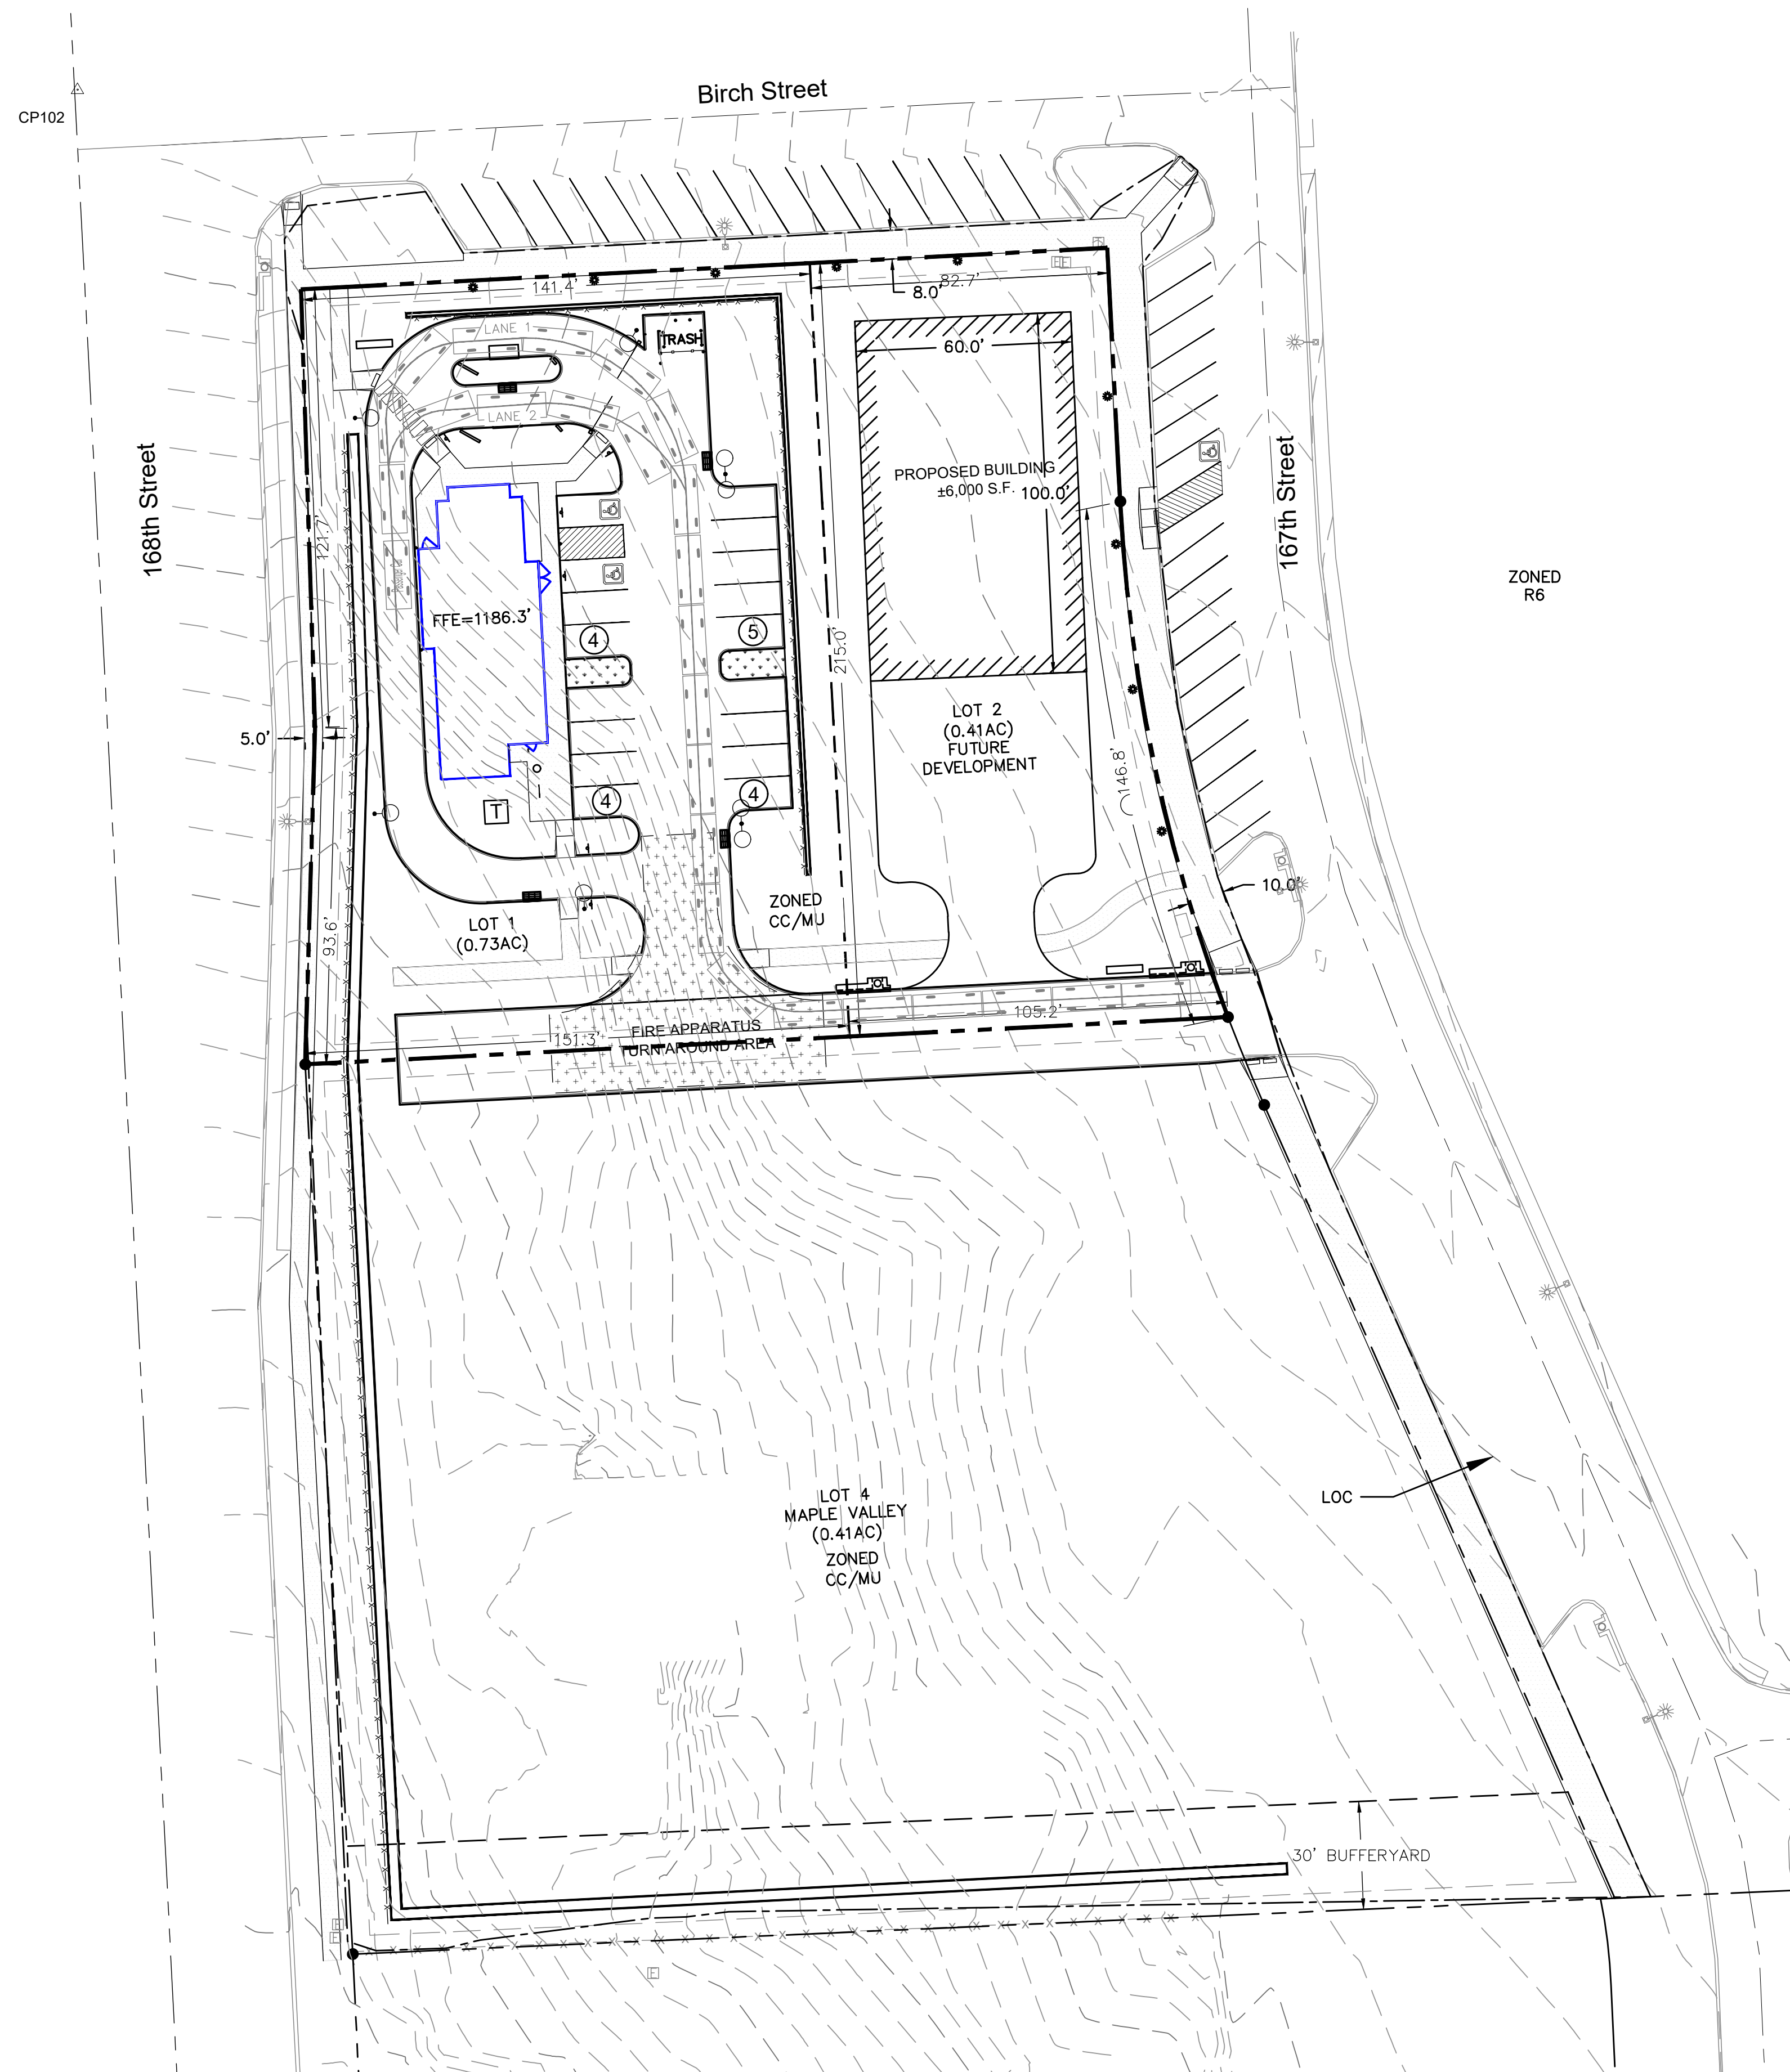 Birch Street
CP102
168th Street
167th Street
141.4'
82.7'
8.0'
LANE 1
TRASH
60.0'
LANE 2
PROPOSED BUILDING
±6,000 S.F.
100.0'
121.7'
FFE=1186.3'
ZONED
R6
4
5
215.0'
5.0'
LOT 2
(0.41AC)
FUTURE
DEVELOPMENT
146.8'
T
4
4
10.0'
ZONED
CC/MU
LOT 1
(0.73AC)
93.6'
105.2'
FIRE APPARATUS
TURN AROUND AREA
151.3'
LOC
LOT 4
MAPLE VALLEY
(0.41AC)
ZONED
CC/MU
30' BUFFERYARD
E
E
E